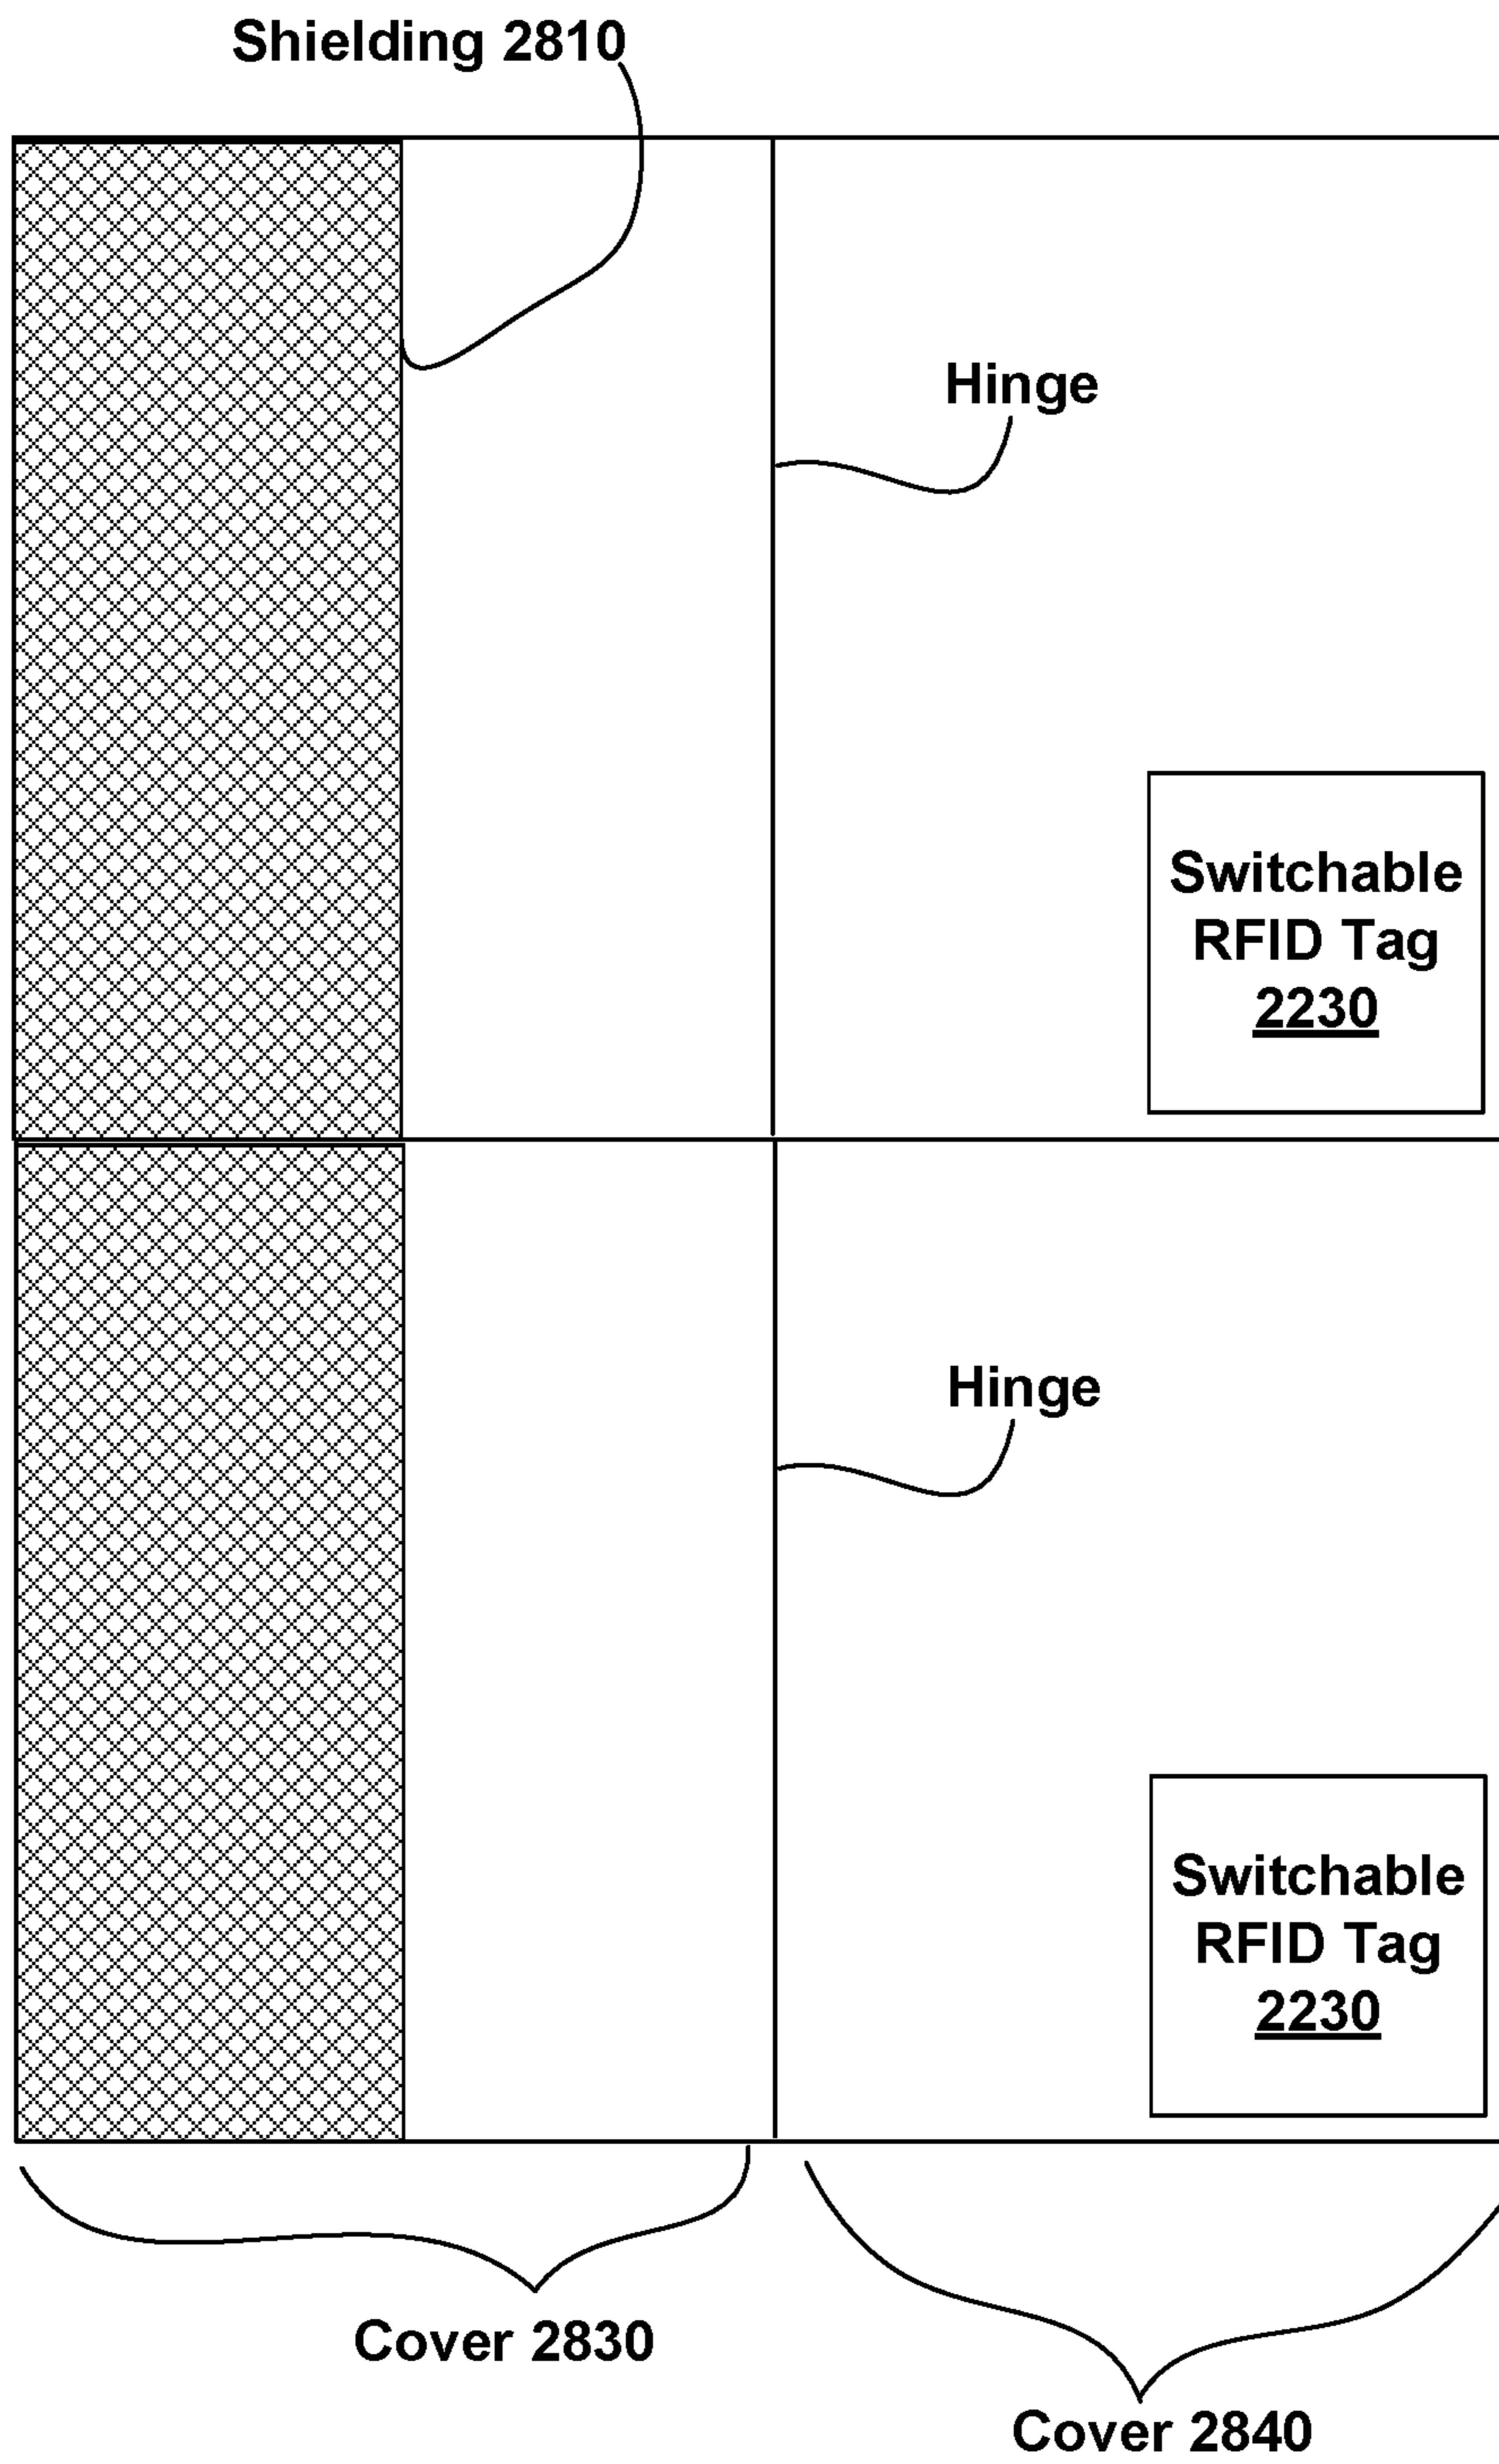 Shielding 2810
Hinge
Switchable
RFID Tag
2230
Hinge
Switchable
RFID Tag
2230
Cover 2830
Cover 2840